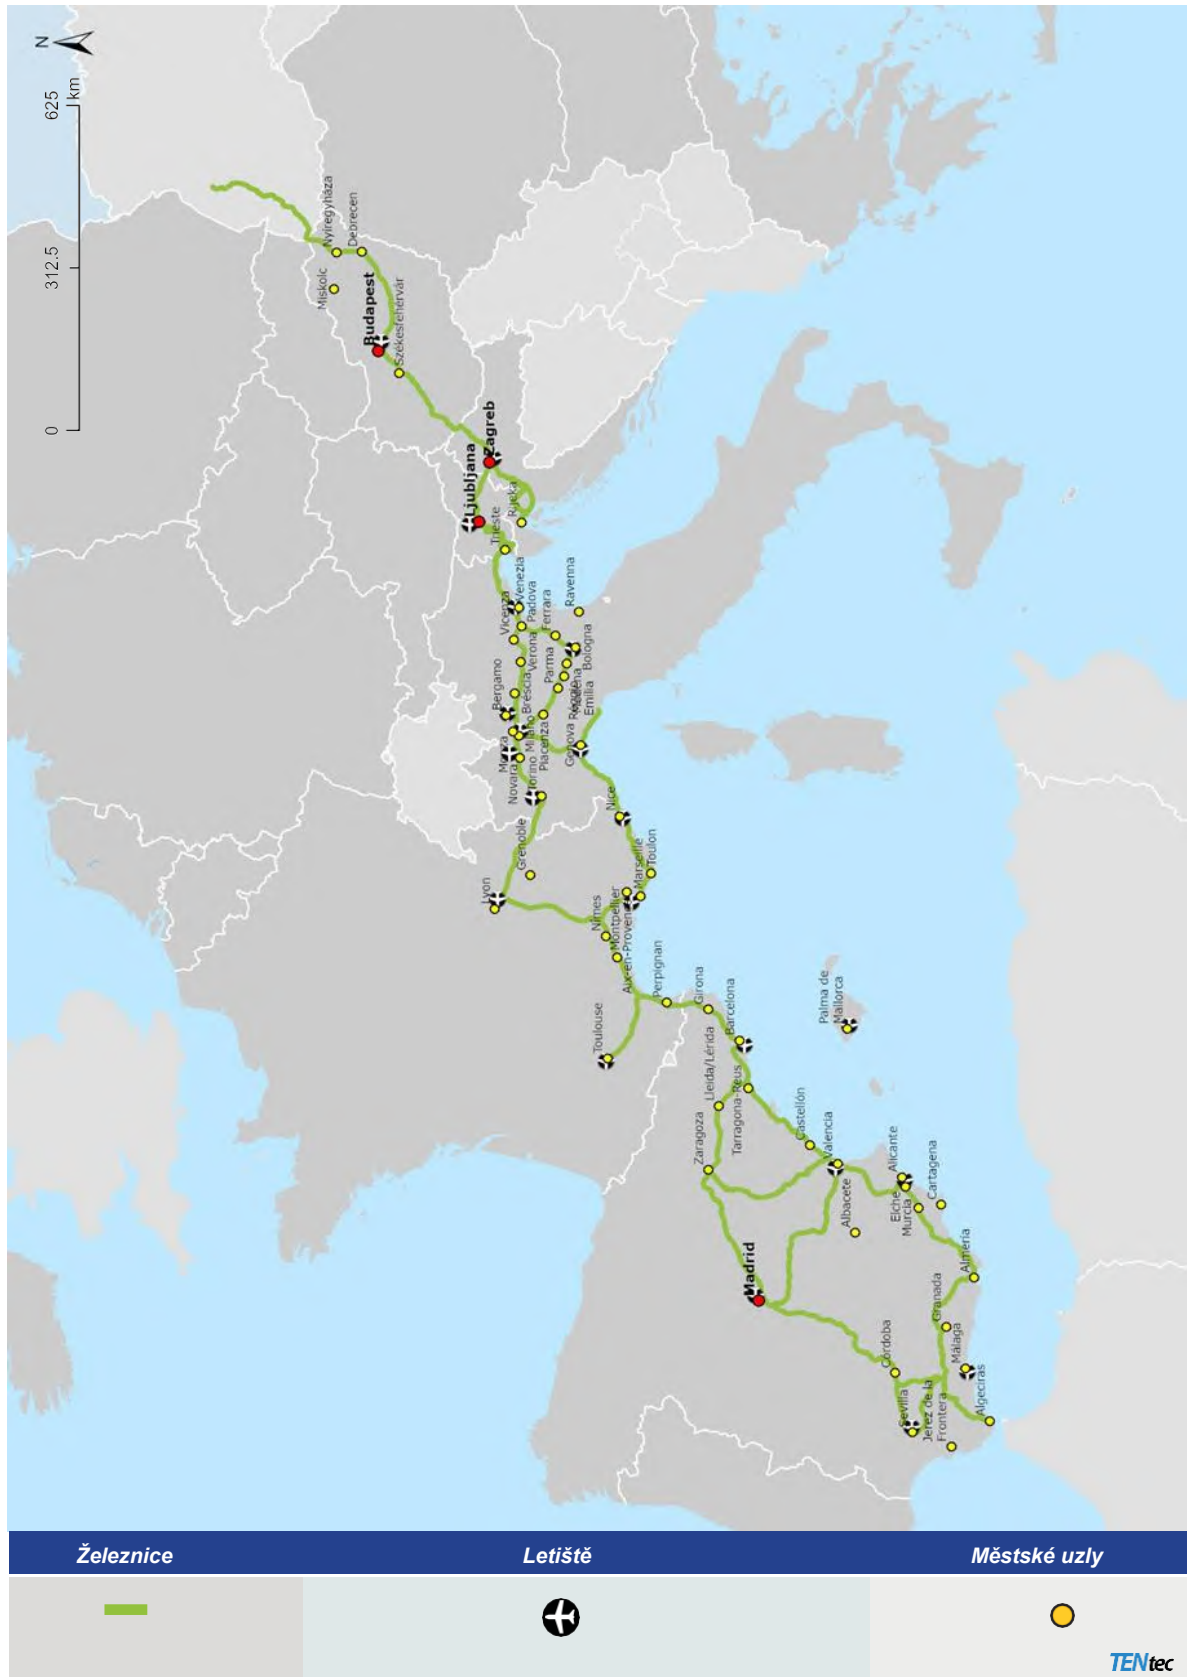 N
625
km
312.5
0
Nyíregyháza
Debrecen
Miskolc
Budapest
Székesfehérvár
Zagreb
Ljubljana
Rijeka
Trieste
Venezia
Vicenza
Padova
Ravenna
Ferrara
Verona
Bologna
Parma
Bergamo
Bréscia
Reggio
Emilia
Milano
Monza
Piacenza
Genova
Novara
Torino
Nice
Grenoble
Toulon
Marseille
Lyon
Nîmes
Montpellier
Aix-en-Provence
Perpignan
Girona
Toulouse
Barcelona
Palma de
Mallorca
Lleida/Lérida
Tarragona-Reus
Zaragoza
Castellón
Valencia
Alicante
Cartagena
Elche
Murcia
Albacete
Almería
Madrid
Granada
Córdoba
Málaga
Algeciras
Sevilla
Jerez de la
Frontera
Železnice
Letiště
Městské uzly
TENtec